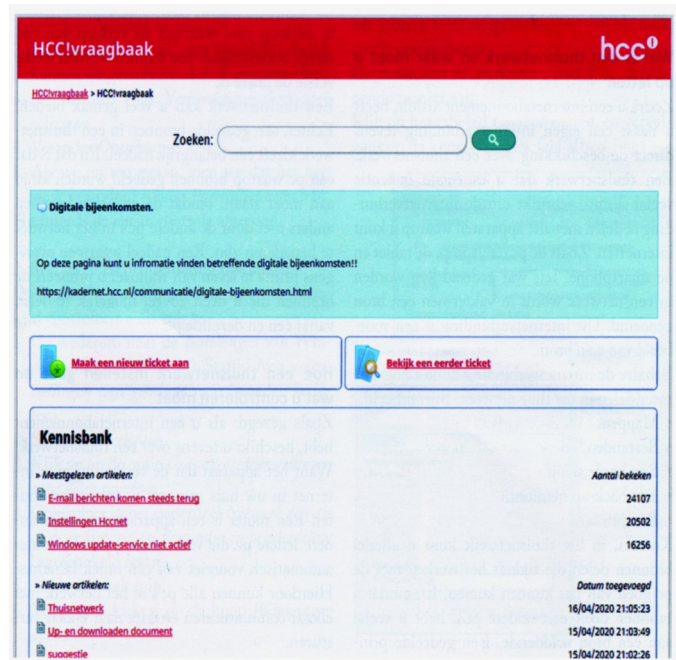 HCC!vraagbaak
hcc
HCC!vraagbaak > HCC!vraagbaak
Zoeken:
Digitale bijeenkomsten.
Op deze pagina kunt u infromatie vinden betreffende digitale bijeenkomsten!!
https://kadernet.hcc.nl/communicatie/digitale-bijeenkomsten.html
Maak een nieuw ticket aan
Bekijk een eerder ticket
Kennisbank
» Meestgelezen artikelen: Aantal bekeken
E-mail berichten komen steeds terug 24107
Instellingen Hccnet 20502
Windows update-service niet actief 16256
» Nieuwe artikelen: Datum toegevoegd
Thuisnetwerk 16/04/2020 21:05:23
Up- en downloaden document 15/04/2020 21:03:49
suggestie 15/04/2020 21:02:26